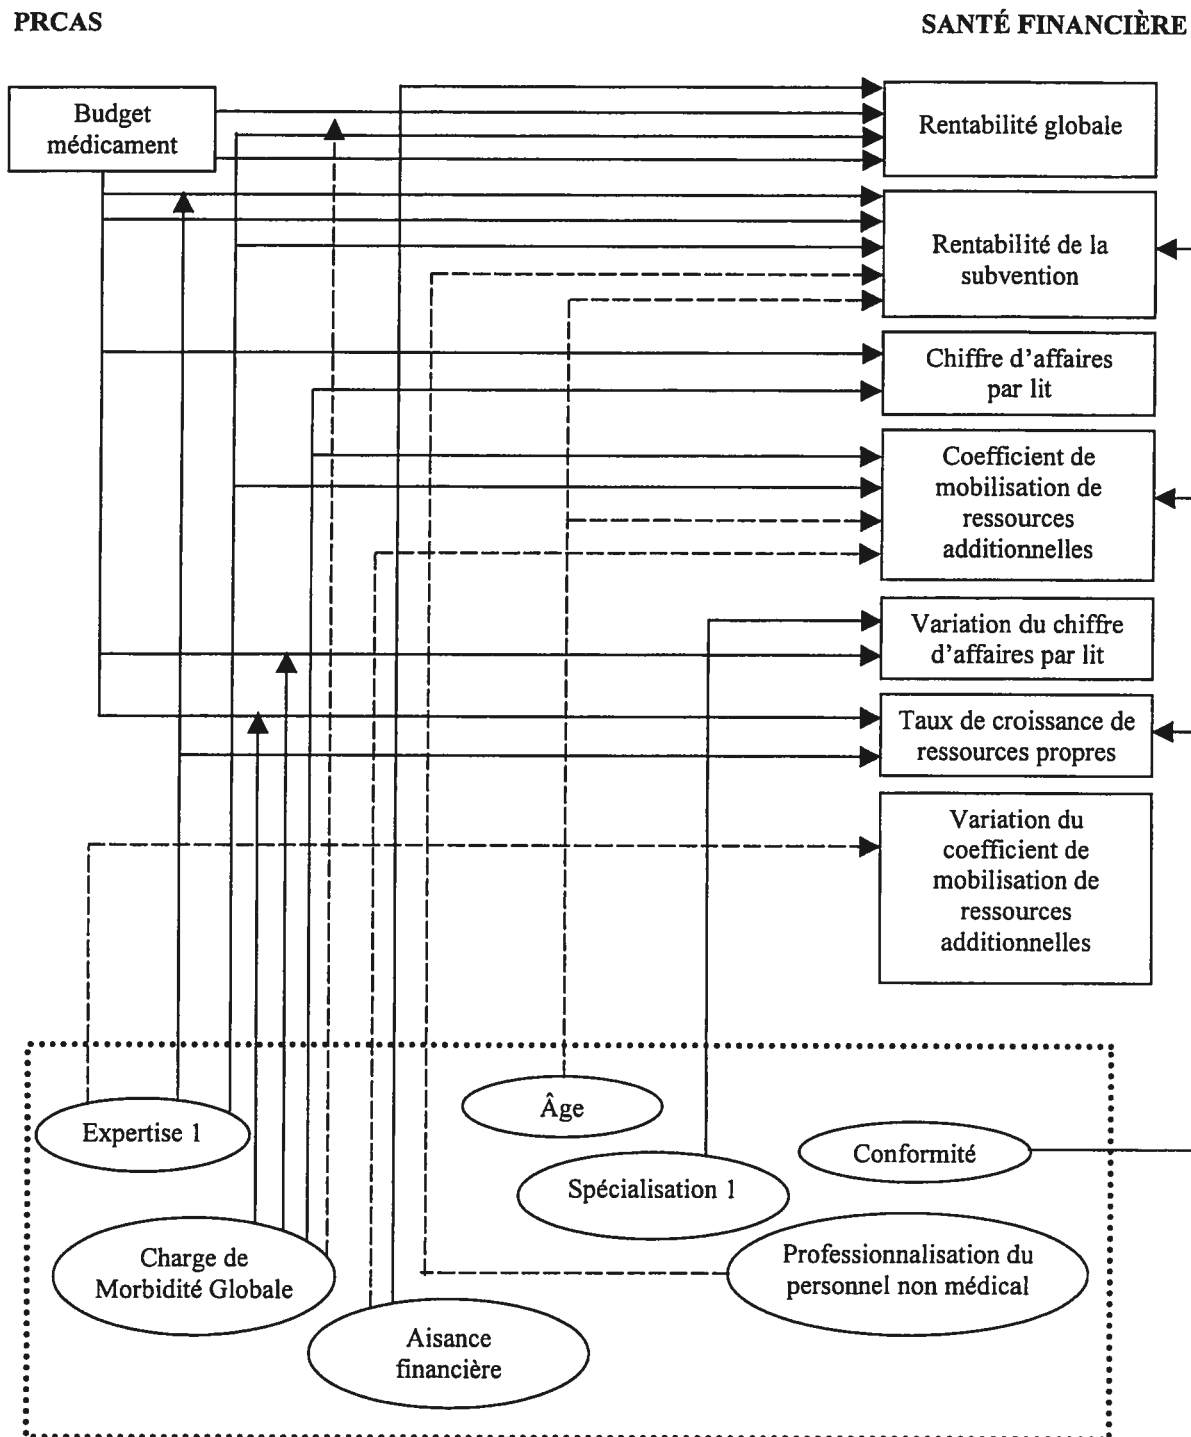 PRCAS
SANTÉ FINANCIÈRE
Budget
médicament
Rentabilité globale
Rentabilité de la
subvention
Chiffre d'affaires
par lit
Coefficient de
mobilisation de
ressources
additionnelles
Variation du chiffre
d'affaires par lit
Taux de croissance de
ressources propres
Variation du
coefficient de
mobilisation de
ressources
additionnelles
Expertise 1
Âge
Conformité
Spécialisation 1
Charge de
Morbidité Globale
Professionnalisation du
personnel non médical
Aisance
financière